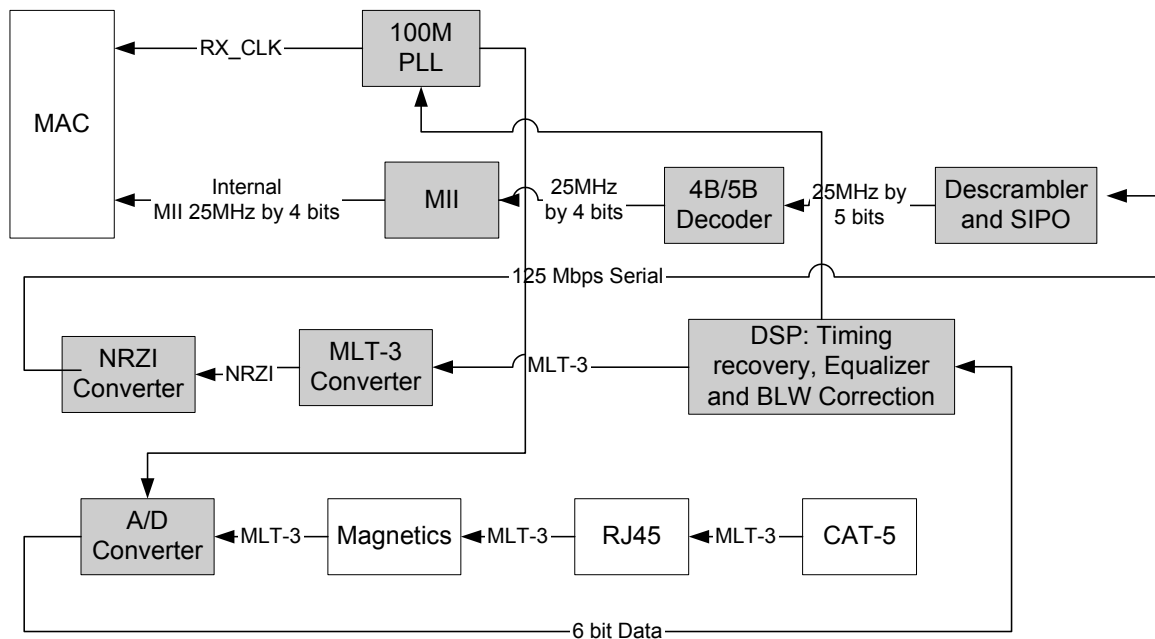 100M
PLL
RX_CLK
MAC
Internal
MII 25MHz by 4 bits
MII
25MHz
by 4 bits
4B/5B
Decoder
25MHz by
5 bits
Descrambler
and SIPO
125 Mbps Serial
NRZI
Converter
NRZI
MLT-3
Converter
MLT-3
DSP: Timing
recovery, Equalizer
and BLW Correction
A/D
Converter
MLT-3
Magnetics
MLT-3
RJ45
MLT-3
CAT-5
6 bit Data